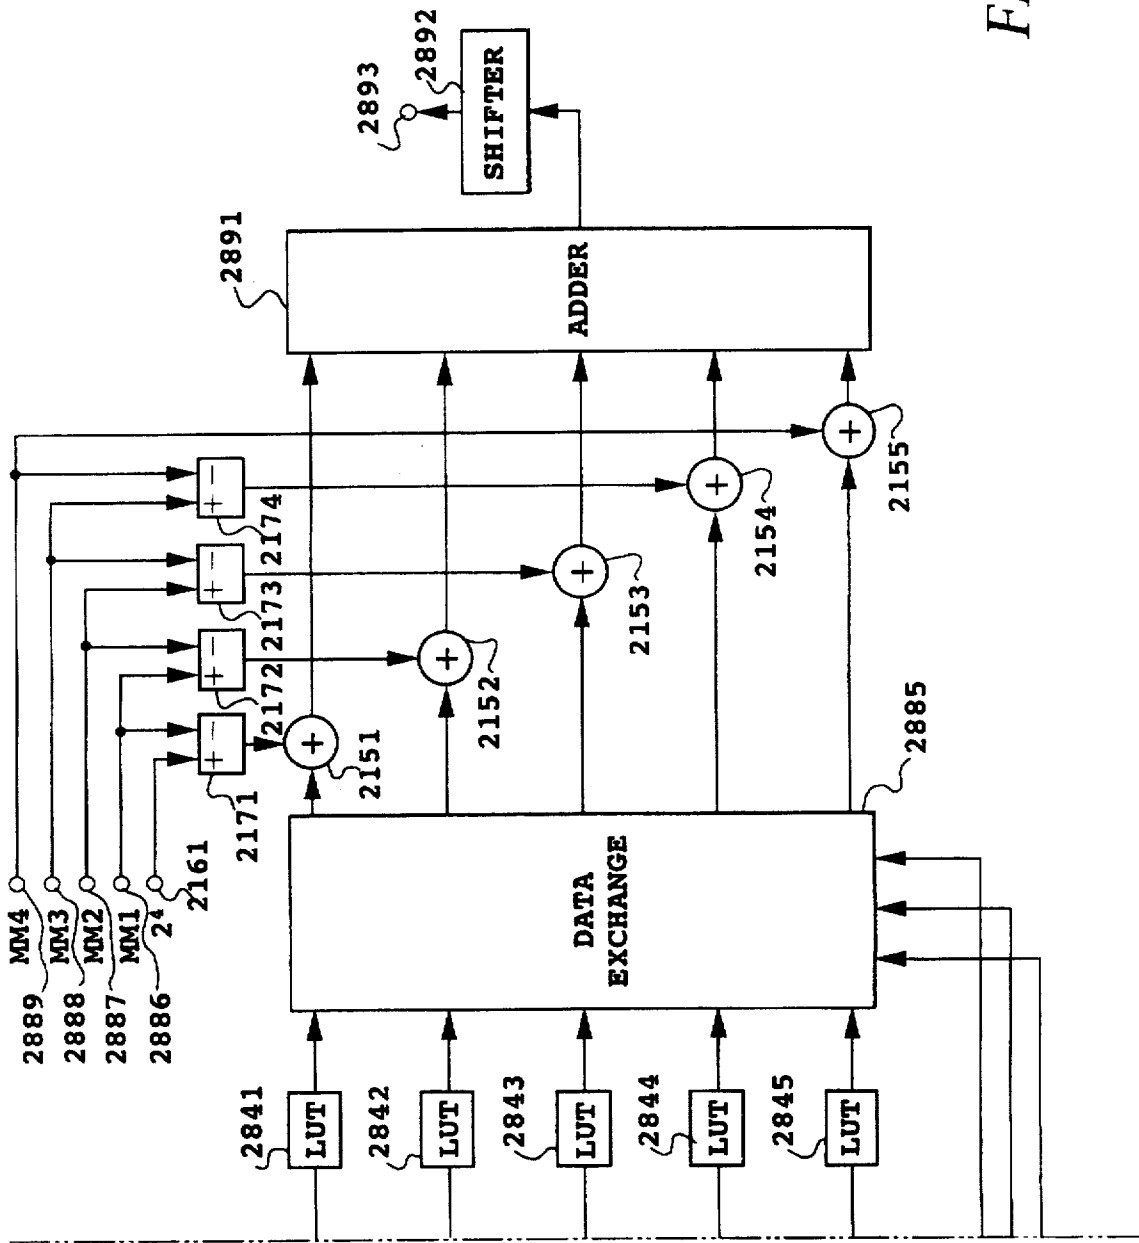 MM4
MM3
MM2
MM1
2⁴
2889
2888
2887
2886
2161
2171
2172
2173
2174
+ −
+ −
+ −
+ −
2151
2152
2153
2154
2155
+
+
+
+
+
2841
LUT
2842
LUT
2843
LUT
2844
LUT
2845
LUT
DATA
EXCHANGE
2885
2891
ADDER
SHIFTER
2892
2893